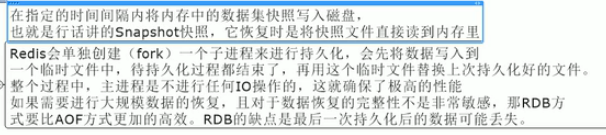 在指定的时间间隔内将内存中的数据集快照写入磁盘，
也就是行话讲的Snapshot快照，它恢复时是将快照文件直接读到内存里
Redis会单独创建（fork）一个子进程来进行持久化，会先将数据写入到
一个临时文件中，待持久化过程都结束了，再用这个临时文件替换上次持久化好的文件。
整个过程中，主进程是不进行任何IO操作的，这就确保了极高的性能
如果需要进行大规模数据的恢复，且对于数据恢复的完整性不是非常敏感，那RDB方
式要比AOF方式更加的高效。RDB的缺点是最后一次持久化后的数据可能丢失。